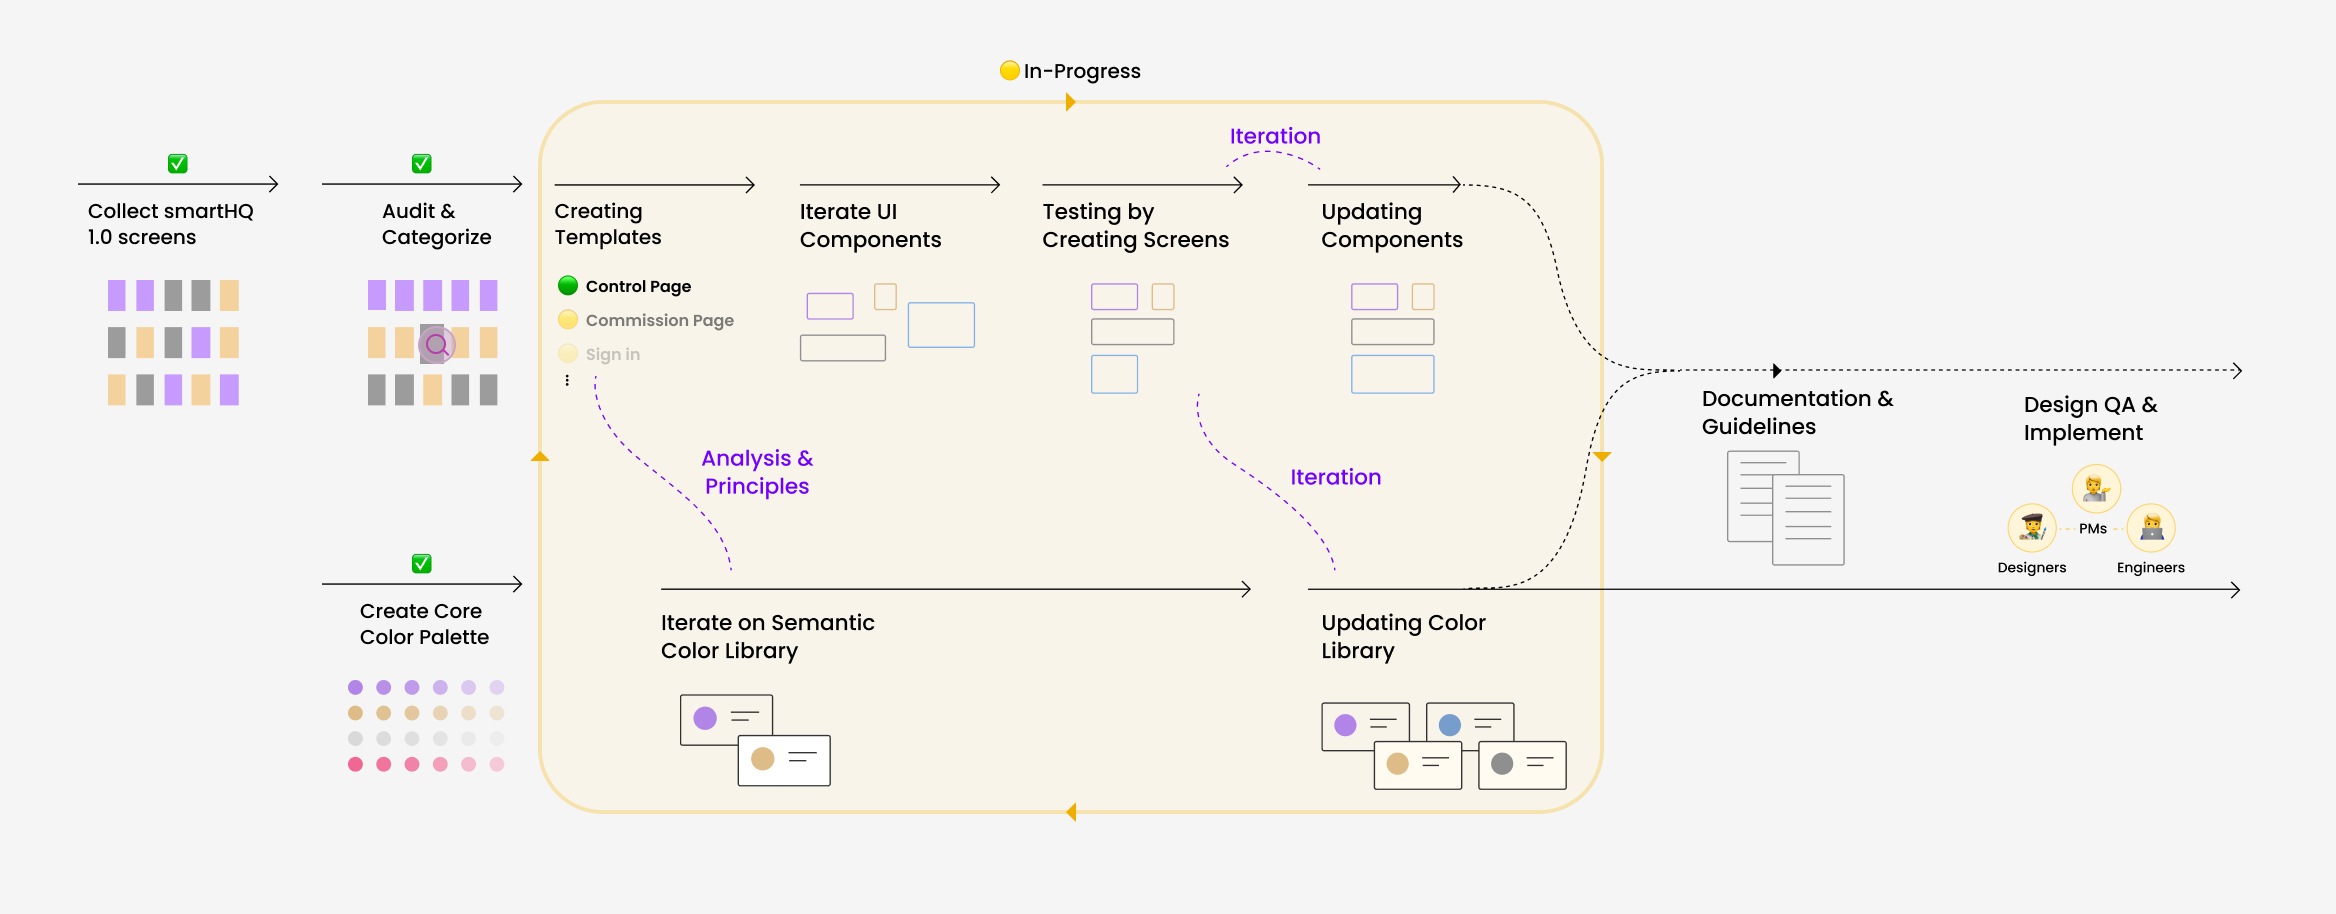 In-Progress
Iteration
Collect smartHQ
1.0 screens
Audit &
Categorize
Creating
Templates
Control Page
Commission Page
Sign in
Iterate UI
Components
Testing by
Creating Screens
Updating
Components
Analysis &
Principles
Iteration
Documentation &
Guidelines
Design QA &
Implement
PMs
Designers
Engineers
Create Core
Color Palette
Iterate on Semantic
Color Library
Updating Color
Library